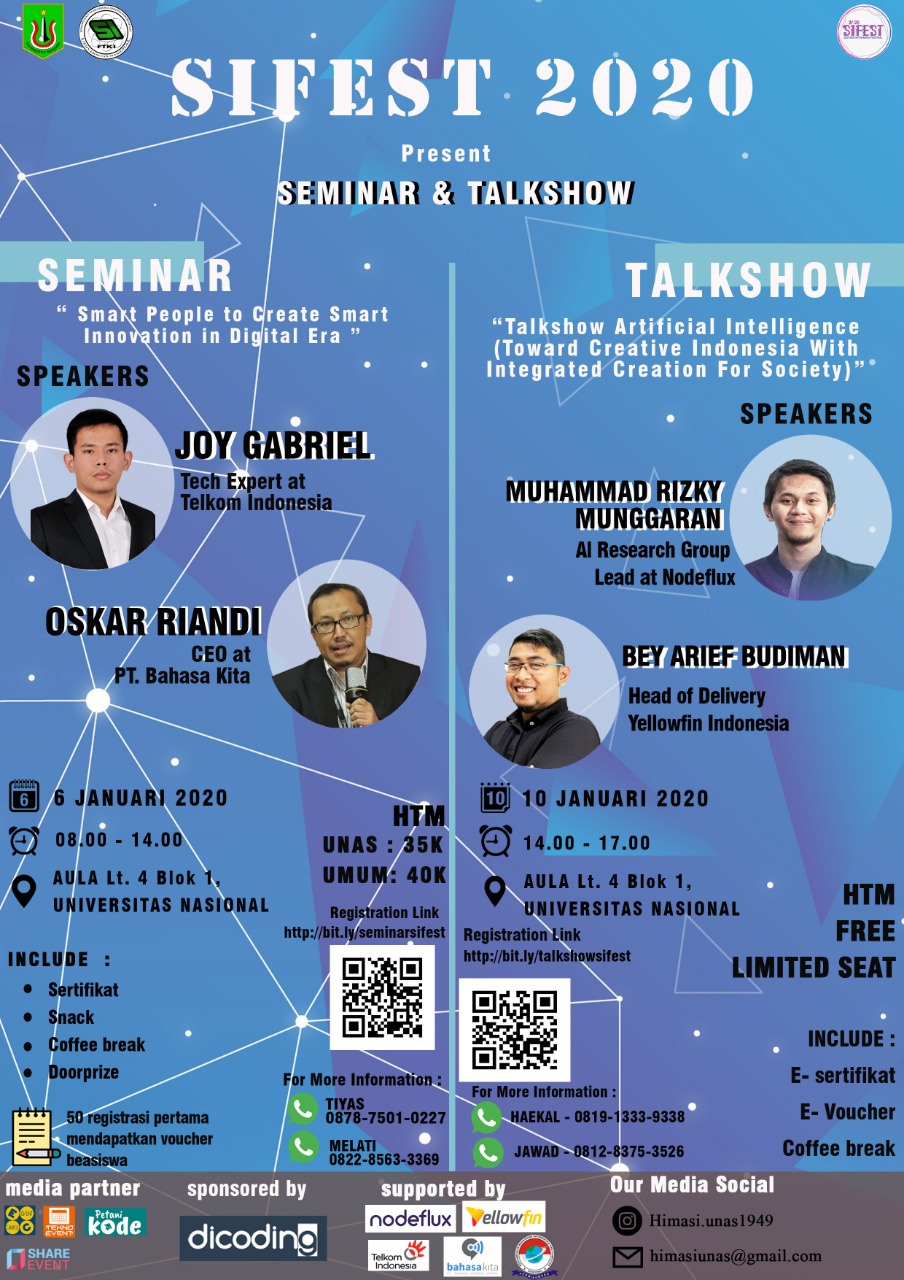 SI
FTKI
SIFEST
SIFEST 2020
Present
SEMINAR & TALKSHOW
SEMINAR
“ Smart People to Create Smart
Innovation in Digital Era ”
SPEAKERS
JOY GABRIEL
Tech Expert at
Telkom Indonesia
OSKAR RIANDI
CEO at
PT. Bahasa Kita
6
6 JANUARI 2020
08.00 - 14.00
AULA Lt. 4 Blok 1,
UNIVERSITAS NASIONAL
HTM
UNAS : 35K
UMUM: 40K
Registration Link
http://bit.ly/seminarsifest
INCLUDE :
Sertifikat
Snack
Coffee break
Doorprize
50 registrasi pertama
mendapatkan voucher
beasiswa
For More Information :
TIYAS
0878-7501-0227
MELATI
0822-8563-3369
TALKSHOW
“Talkshow Artificial Intelligence
(Toward Creative Indonesia With
Integrated Creation For Society)”
SPEAKERS
MUHAMMAD RIZKY
MUNGGARAN
AI Research Group
Lead at Nodeflux
BEY ARIEF BUDIMAN
Head of Delivery
Yellowfin Indonesia
10
10 JANUARI 2020
14.00 - 17.00
AULA Lt. 4 Blok 1,
UNIVERSITAS NASIONAL
Registration Link
http://bit.ly/talkshowsifest
HTM
FREE
LIMITED SEAT
INCLUDE :
E- sertifikat
E- Voucher
Coffee break
For More Information :
HAEKAL - 0819-1333-9338
JAWAD - 0812-8375-3526
media partner
TEKNO
EVENT
Petani
kode
SHARE
EVENT
sponsored by
dicoding
supported by
nodeflux
Yellowfin
Telkom
Indonesia
bahasakita
Our Media Social
Himasi.unas1949
himasiunas@gmail.com